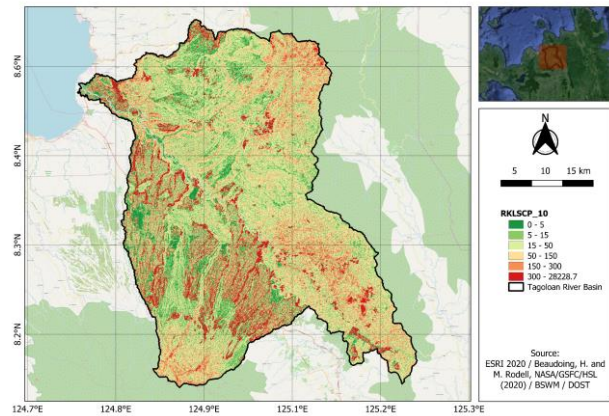 8.6°N
8.4°N
8.3°N
8.2°N
124.7°E
124.8°E
124.9°E
125.1°E
125.2°E
125.3°E
N
5 10 15 km
RKLSCP_10
0 - 5
5 - 15
15 - 50
50 - 150
150 - 300
300 - 28228.7
Tagoloan River Basin
Source:
ESRI 2020 / Beaudoing, H. and
M. Rodell, NASA/GSFC/HSL
(2020) / BSWM / DOST